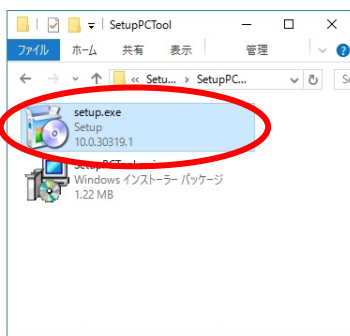 SetupPCTool
ファイル ホーム 共有 表示 管理
« Setu... › SetupPC...
setup.exe
Setup
10.0.30319.1
Windows インストーラー パッケージ
1.22 MB